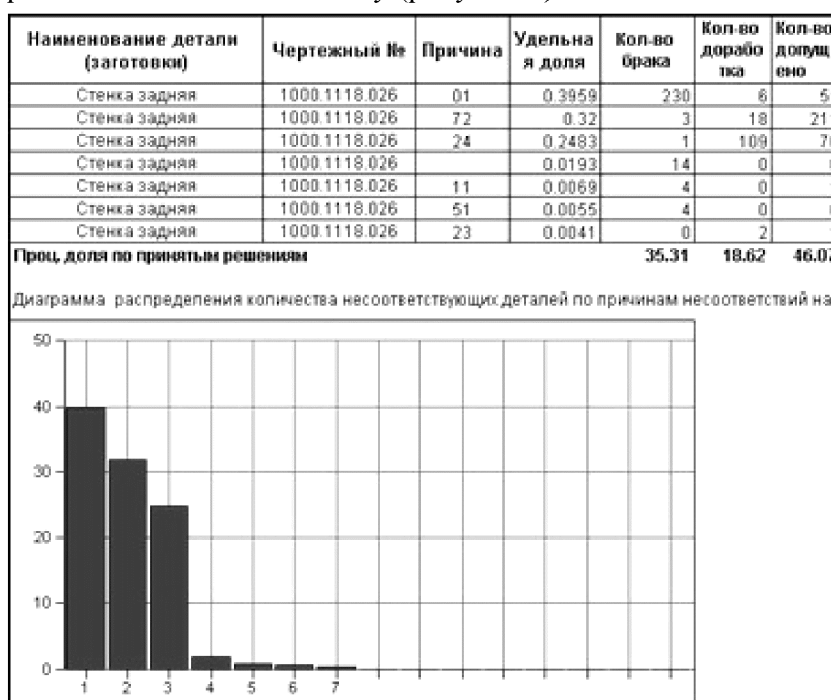 Наименование детали (заготовки) Чертежный № Причина Удельная доля Кол-во брака Кол-во доработка Кол-во допущено
Стенка задняя 1000.1118.026 01 0.3959 230 6 5
Стенка задняя 1000.1118.026 72 0.32 3 18 21
Стенка задняя 1000.1118.026 24 0.2483 1 109 7
Стенка задняя 1000.1118.026 0.0193 14 0
Стенка задняя 1000.1118.026 11 0.0069 4 0
Стенка задняя 1000.1118.026 51 0.0055 4 0
Стенка задняя 1000.1118.026 23 0.0041 0 2
Проц. доля по принятым решениям 35.31 18.62 46.07
Диаграмма распределения количества несоответствующих деталей по причинам несоответствий на
50
40
30
20
10
0
1 2 3 4 5 6 7